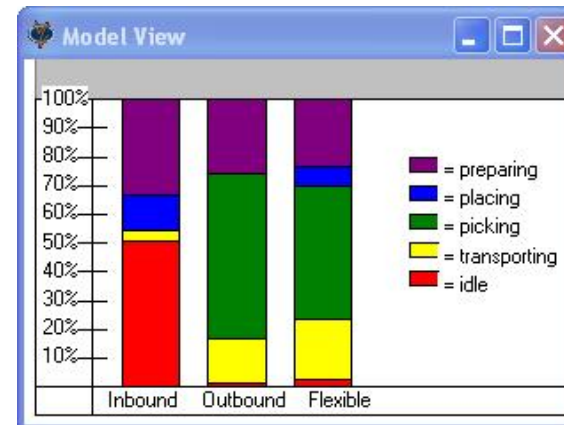 Model View
100%
90%
80%
70%
60%
50%
40%
30%
20%
10%
= preparing
= placing
= picking
= transporting
= idle
Inbound Outbound Flexible